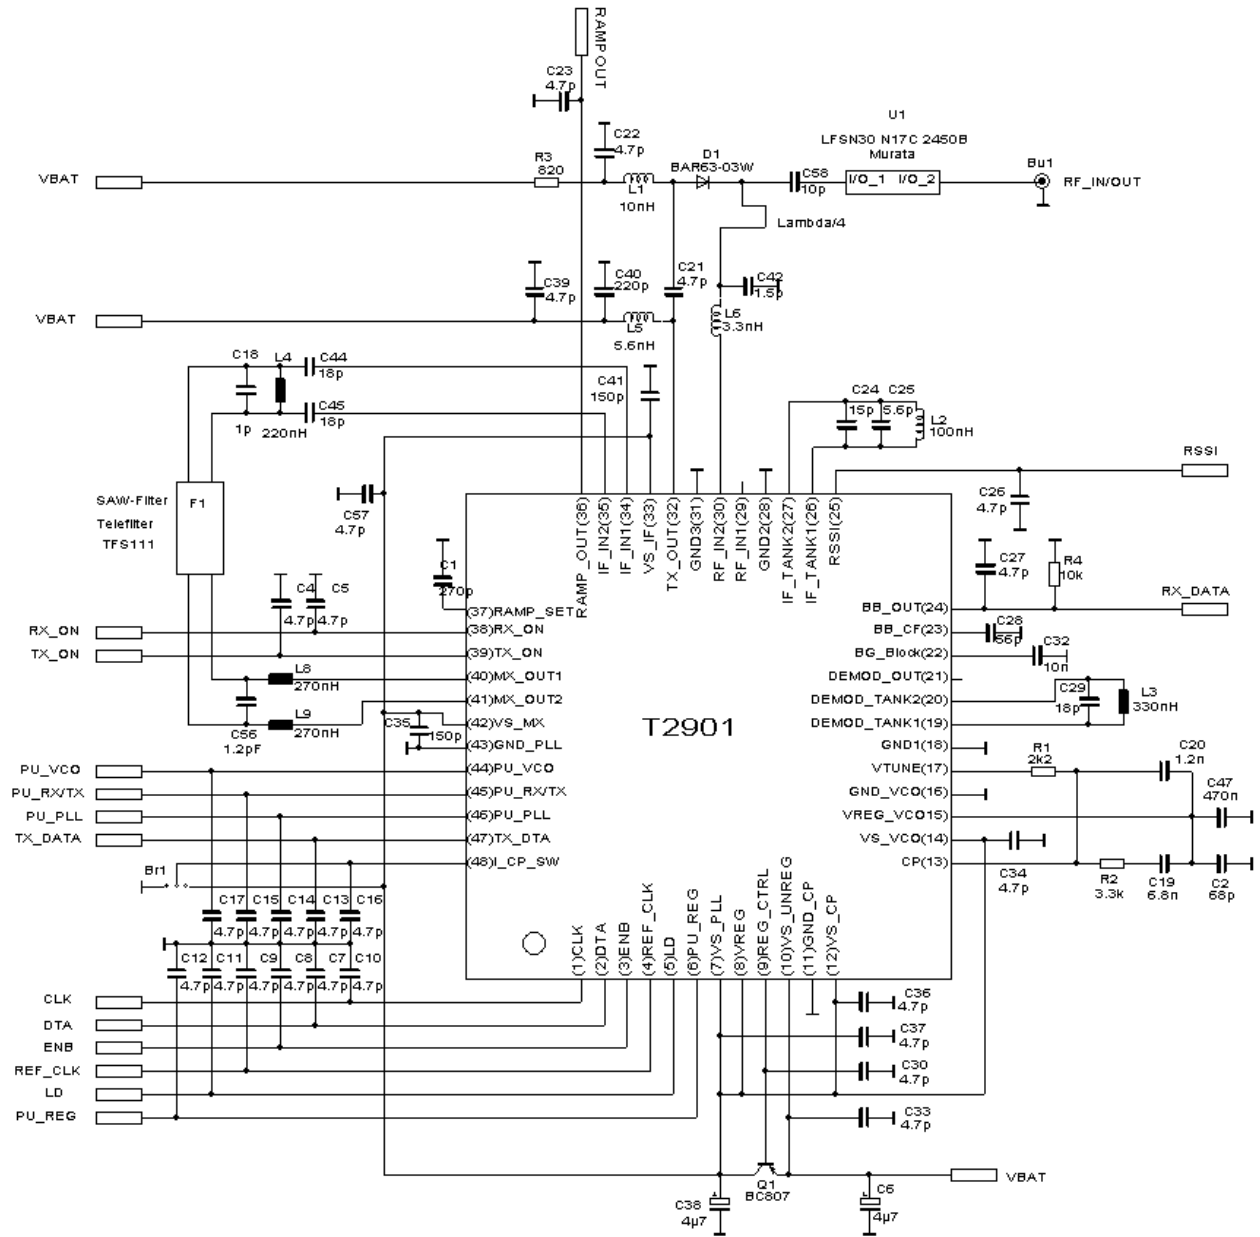 RAMP OUT
C23
4.7p
U1
LFSN30 N17C 2450B
Murata
C22
4.7p
R3
820
D1
BAR63-03W
Bu1
VBAT
L1
10nH
C58
10p
I/O_1 I/O_2
RF_IN/OUT
Lambda/4
C39
4.7p
C40
220p
C21
4.7p
C42
1.5p
VBAT
L5
5.6nH
L6
3.3nH
C18
1p
L4
220nH
C44
18p
C45
18p
C41
150p
C24
15p
C25
5.6p
L2
100nH
RSSI
SAW-Filter
Telefilter
TFS111
F1
C57
4.7p
C26
4.7p
RAMP_OUT(36)
IF_IN2(35)
IF_IN1(34)
VS_IF(33)
TX_OUT(32)
GND3(31)
RF_IN2(30)
RF_IN1(29)
GND2(28)
IF_TANK2(27)
IF_TANK1(26)
RSSI(25)
C1
270p
C4
4.7p
C5
4.7p
C27
4.7p
R4
10k
RX_DATA
(37)RAMP_SET
BB_OUT(24)
RX_ON
(38)RX_ON
BB_CF(23)
C28
56p
TX_ON
(39)TX_ON
BG_Block(22)
C32
10n
L8
270nH
(40)MX_OUT1
DEMOD_OUT(21)
C56
1.2pF
L9
270nH
(41)MX_OUT2
DEMOD_TANK2(20)
C29
18p
L3
330nH
C35
150p
(42)VS_MX
T2901
DEMOD_TANK1(19)
(43)GND_PLL
GND1(18)
PU_VCO
(44)PU_VCO
VTUNE(17)
R1
2k2
C20
1.2n
PU_RX/TX
(45)PU_RX/TX
GND_VCO(16)
C47
470n
PU_PLL
(46)PU_PLL
VREG_VCO15)
TX_DATA
(47)TX_DTA
VS_VCO(14)
Br1
(48)I_CP_SW
CP(13)
C34
4.7p
R2
3.3k
C19
6.8n
C2
68p
C17
4.7p
C15
4.7p
C14
4.7p
C13
4.7p
C16
4.7p
C12
4.7p
C11
4.7p
C9
4.7p
C8
4.7p
C7
4.7p
C10
4.7p
(1)CLK
(2)DTA
(3)ENB
(4)REF_CLK
(5)LD
(6)PU_REG
(7)VS_PLL
(8)VREG
(9)REG_CTRL
(10)VS_UNREG
(11)GND_CP
(12)VS_CP
CLK
C36
4.7p
DTA
C37
4.7p
ENB
REF_CLK
C30
4.7p
LD
PU_REG
C33
4.7p
Q1
BC807
VBAT
C38
4µ7
C6
4µ7